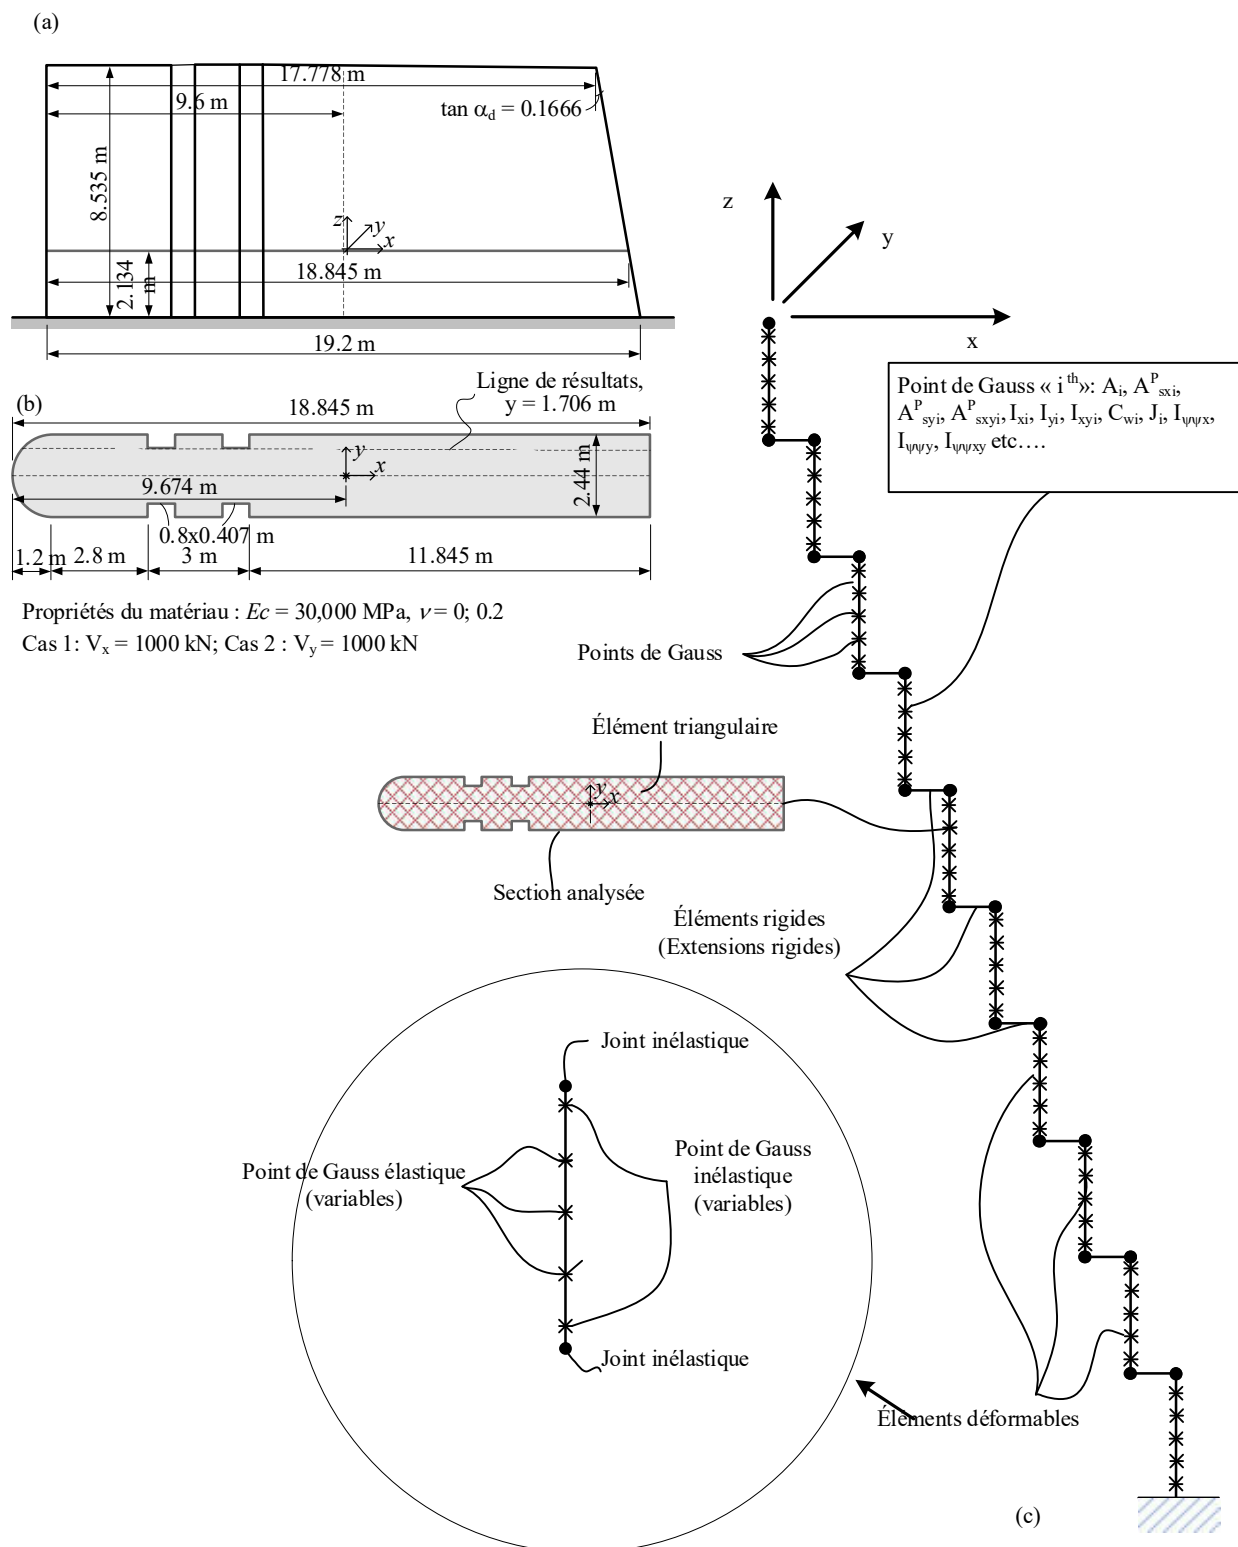 (a)
17.778 m
9.6 m
tan αd = 0.1666
8.535 m
z
y
x
2.134
m
18.845 m
19.2 m
z
y
x
Point de Gauss « i th»: Ai, APsxi,
APsyi, APsxyi, Ixi, Iyi, Ixyi, Cwi, Ji, Iψψx,
Iψψy, Iψψxy etc….
(b)
Ligne de résultats,
y = 1.706 m
18.845 m
y
x
9.674 m
2.44 m
0.8x0.407 m
1.2 m
2.8 m
3 m
11.845 m
Propriétés du matériau : Ec = 30,000 MPa, ν = 0; 0.2
Cas 1: Vx = 1000 kN; Cas 2 : Vy = 1000 kN
Points de Gauss
Élément triangulaire
y
x
Section analysée
Éléments rigides
(Extensions rigides)
Joint inélastique
Point de Gauss élastique
(variables)
Point de Gauss
inélastique
(variables)
Joint inélastique
Éléments déformables
(c)